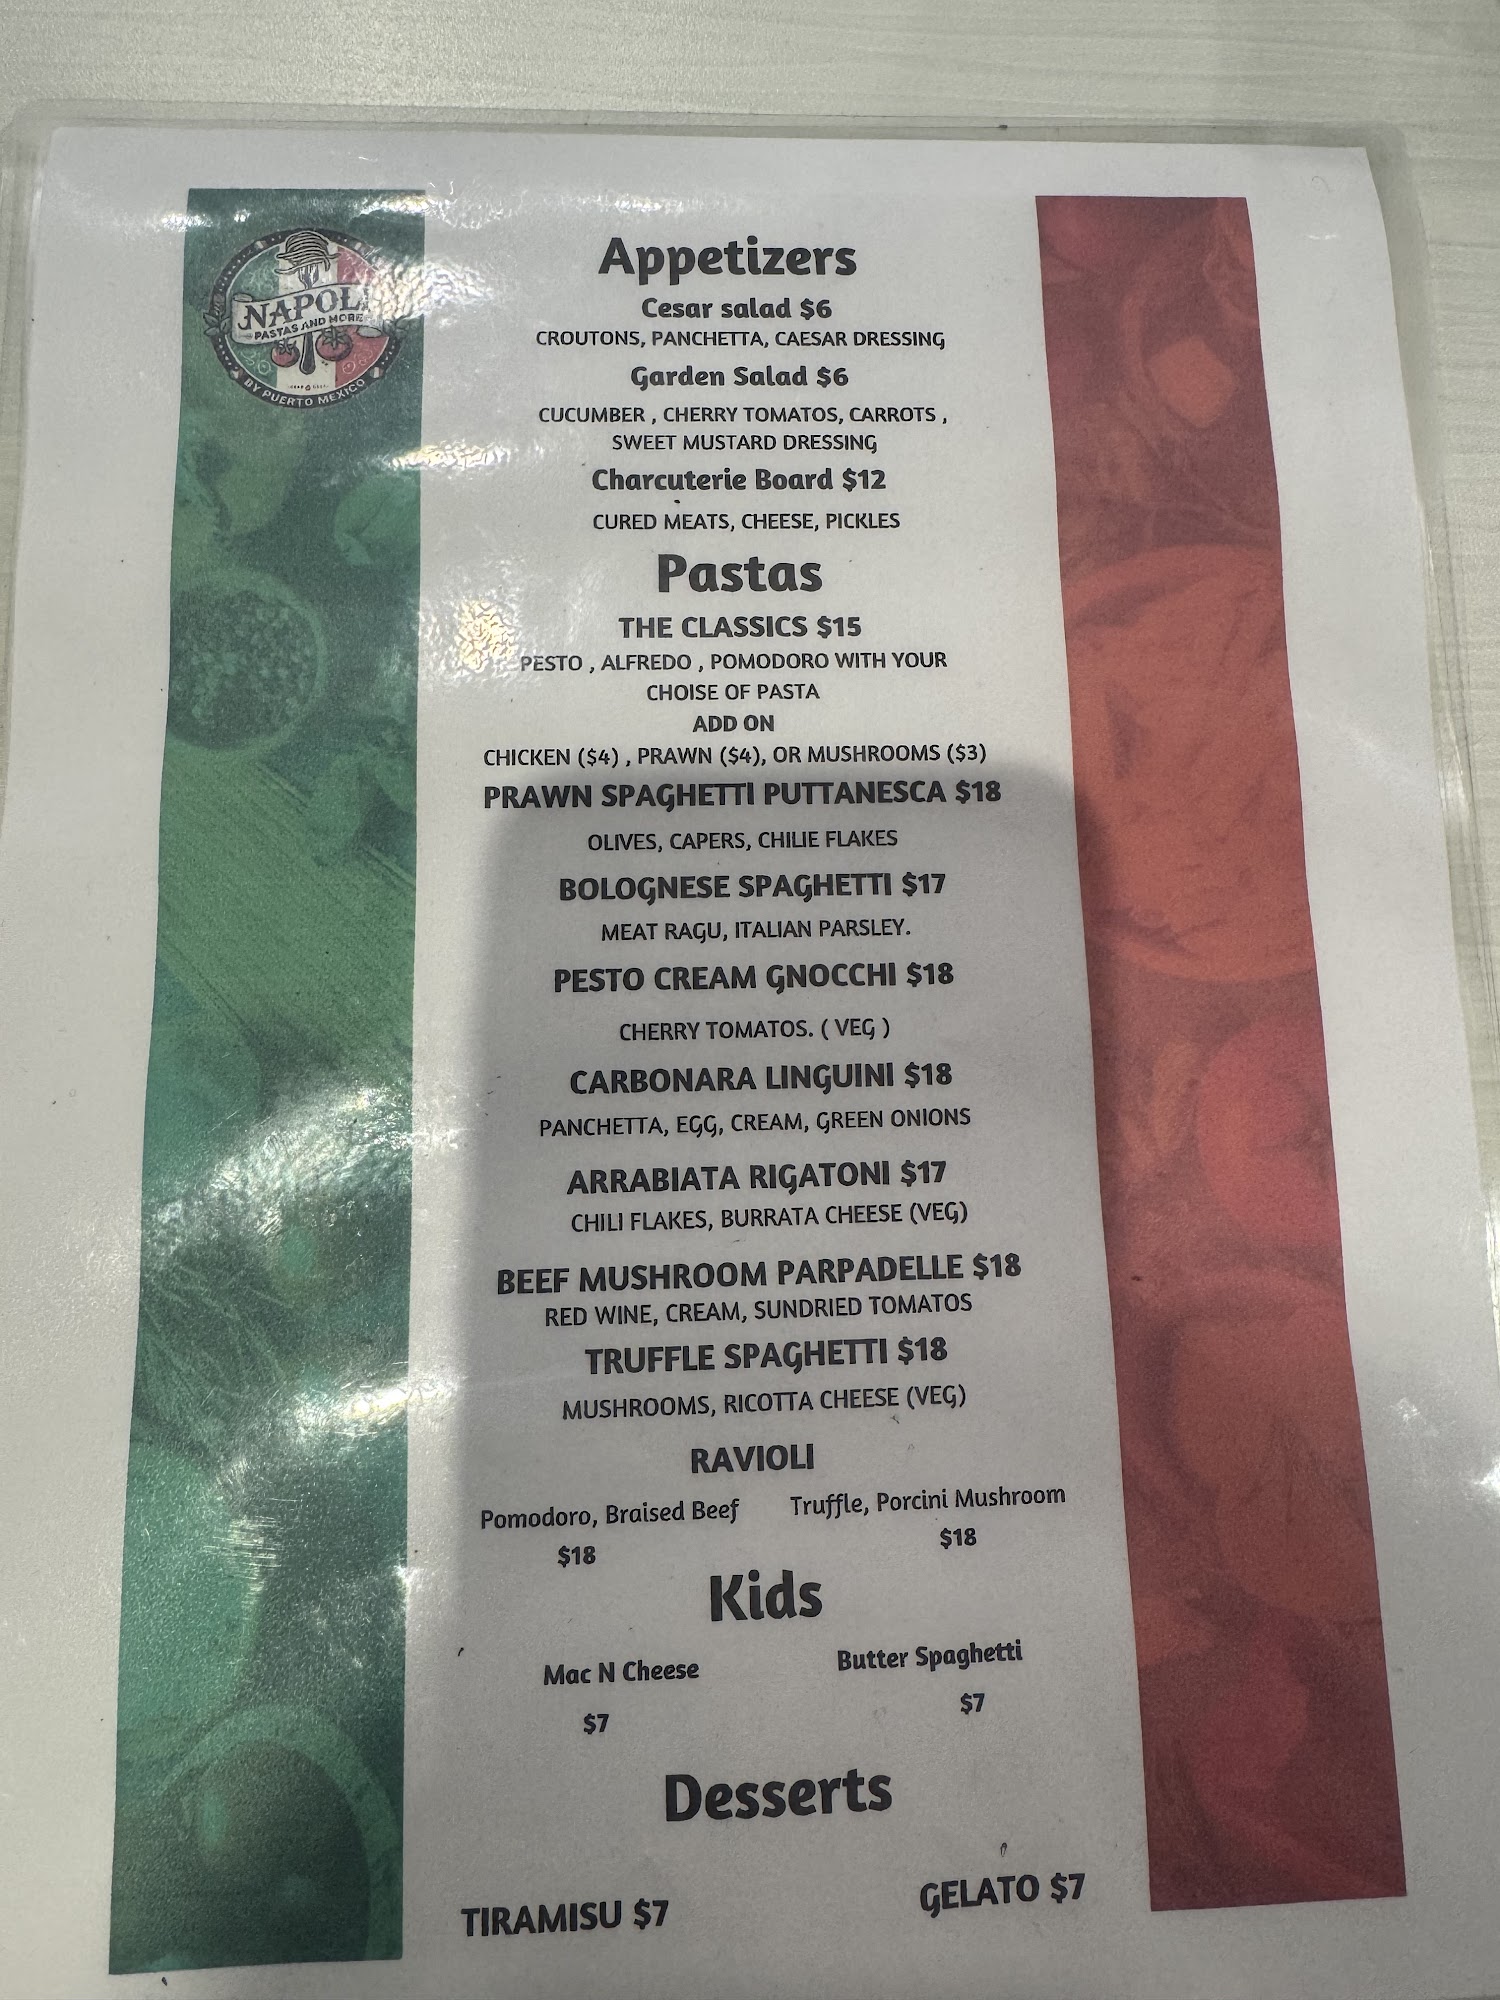 NAPOLI
PASTAS AND MORE
BY PUERTO MEXICO
Appetizers
Cesar salad $6
CROUTONS, PANCHETTA, CAESAR DRESSING
Garden Salad $6
CUCUMBER , CHERRY TOMATOS, CARROTS ,
SWEET MUSTARD DRESSING
Charcuterie Board $12
CURED MEATS, CHEESE, PICKLES
Pastas
THE CLASSICS $15
PESTO , ALFREDO , POMODORO WITH YOUR
CHOISE OF PASTA
ADD ON
CHICKEN ($4) , PRAWN ($4), OR MUSHROOMS ($3)
PRAWN SPAGHETTI PUTTANESCA $18
OLIVES, CAPERS, CHILIE FLAKES
BOLOGNESE SPAGHETTI $17
MEAT RAGU, ITALIAN PARSLEY.
PESTO CREAM GNOCCHI $18
CHERRY TOMATOS. ( VEG )
CARBONARA LINGUINI $18
PANCHETTA, EGG, CREAM, GREEN ONIONS
ARRABIATA RIGATONI $17
CHILI FLAKES, BURRATA CHEESE (VEG)
BEEF MUSHROOM PARPADELLE $18
RED WINE, CREAM, SUNDRIED TOMATOS
TRUFFLE SPAGHETTI $18
MUSHROOMS, RICOTTA CHEESE (VEG)
RAVIOLI
Pomodoro, Braised Beef
$18
Truffle, Porcini Mushroom
$18
Kids
Mac N Cheese
$7
Butter Spaghetti
$7
Desserts
TIRAMISU $7
GELATO $7